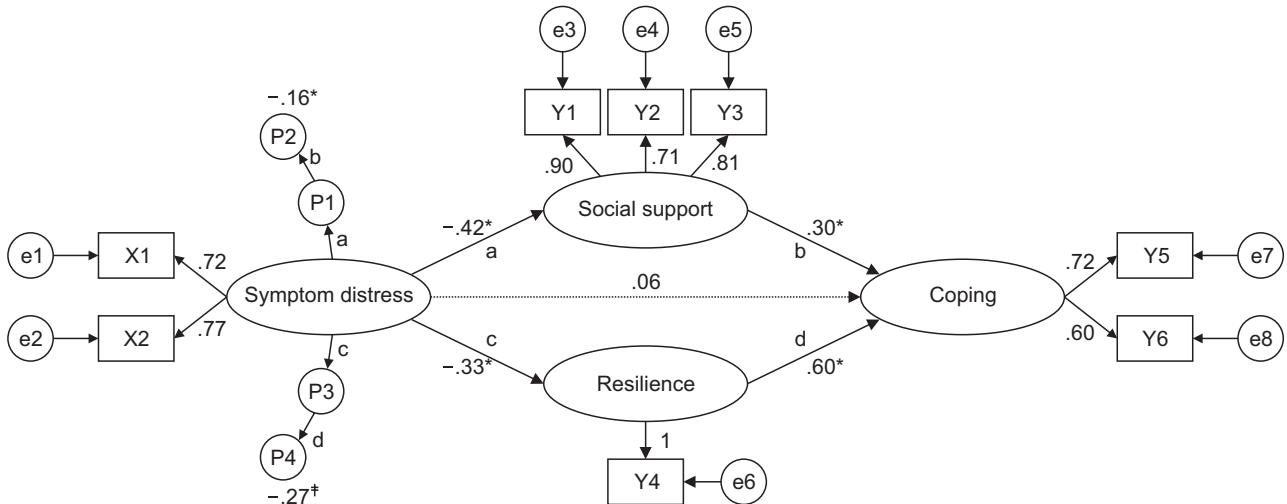 e3 e4 e5
Y1 Y2 Y3
.90 .71 .81
Social support
−.16*
P2
b
P1
a
−.42*
a
.30*
b
e1 X1 .72
Symptom distress
.06
Coping
.72 Y5 e7
e2 X2 .77
.60 Y6 e8
c
P3
d
P4
−.27‡
c
−.33*
Resilience
d
.60*
1
Y4 e6